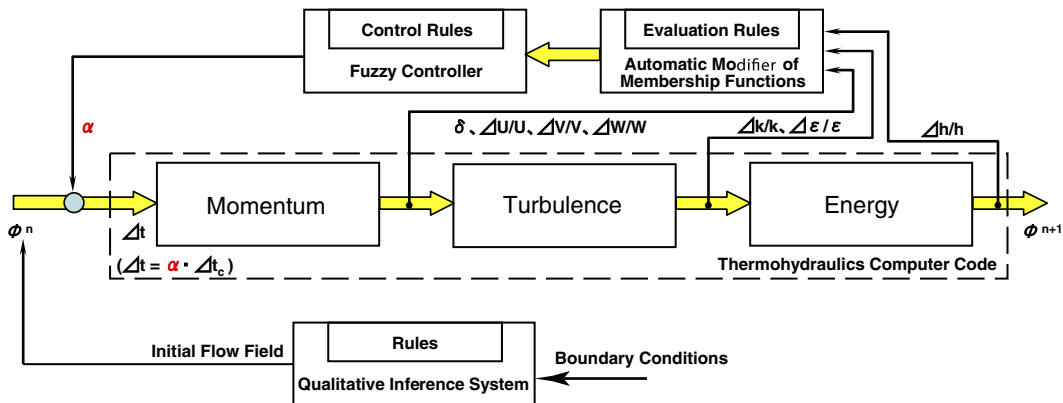 Control Rules
Fuzzy Controller
Evaluation Rules
Automatic Modifier of
Membership Functions
α
δ、⊿U/U、⊿V/V、⊿W/W
⊿k/k、⊿ε/ε
⊿h/h
Momentum
Turbulence
Energy
Φⁿ
⊿t
Φⁿ⁺¹
(⊿t = α・⊿t_c)
Thermohydraulics Computer Code
Rules
Initial Flow Field
Boundary Conditions
Qualitative Inference System